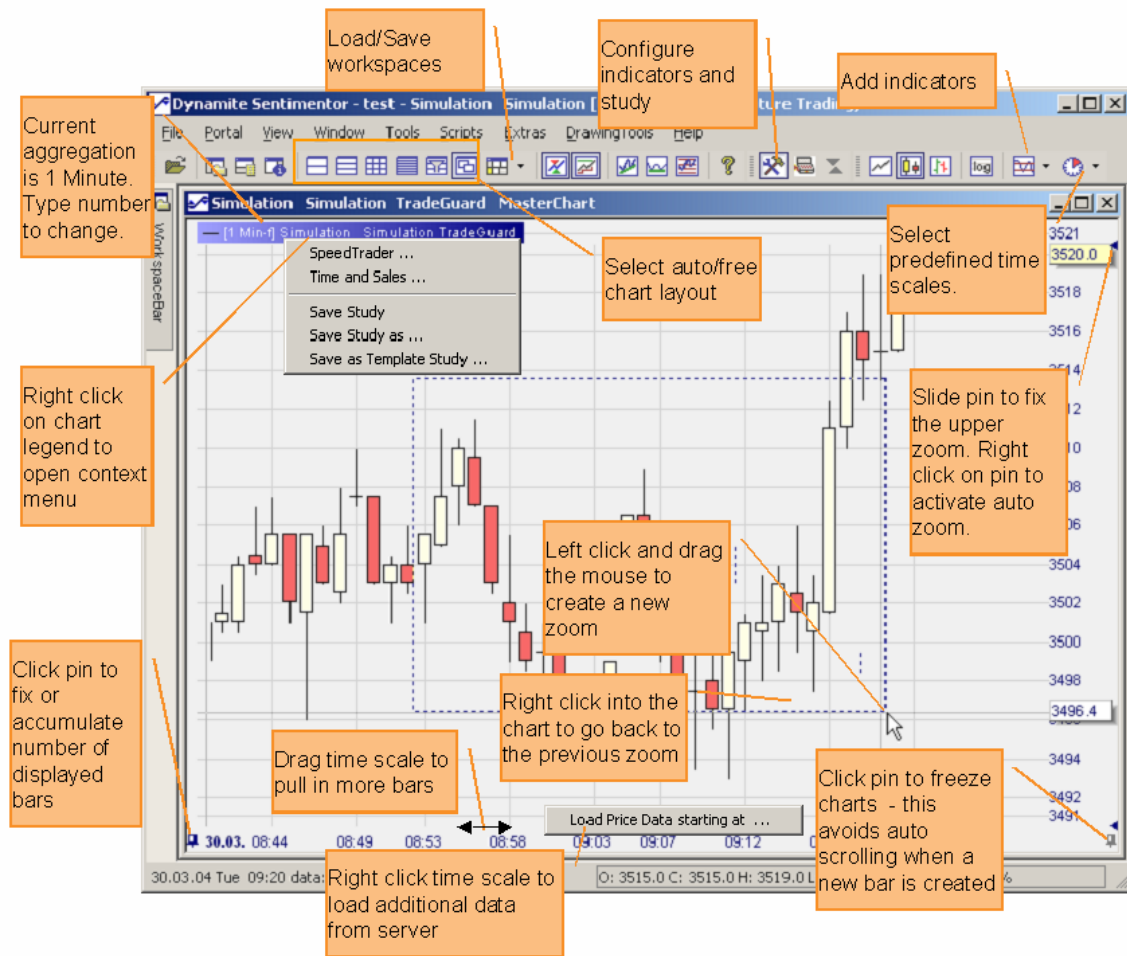 Load/Save
workspaces
Configure
indicators and
study
Add indicators
Current
aggregation
is 1 Minute.
Type number
to change.
Dynamite Sentimentor - test - Simulation Simulation [
ture Trading
File Portal View Window Tools Scripts Extras DrawingTools Help
log
WorkspaceBar
Simulation Simulation TradeGuard MasterChart
[1 Min-f] Simulation Simulation TradeGuard
SpeedTrader ...
Time and Sales ...
Save Study
Save Study as ...
Save as Template Study ...
Select auto/free
chart layout
Select
predefined time
scales.
3521
3520.0
3518
3516
3514
12
10
08
06
3504
3502
3500
3498
3496.4
3494
3492
3491
Right click
on chart
legend to
open context
menu
Slide pin to fix
the upper
zoom. Right
click on pin to
activate auto
zoom.
Left click and drag
the mouse to
create a new
zoom
Right click into the
chart to go back to
the previous zoom
Click pin to
fix or
accumulate
number of
displayed
bars
Drag time scale to
pull in more bars
Click pin to freeze
charts - this
avoids auto
scrolling when a
new bar is created
Load Price Data starting at ...
30.03. 08:44 08:49 08:53 08:58 09:03 09:07 09:12
30.03.04 Tue 09:20 data:
O: 3515.0 C: 3515.0 H: 3519.0 L
%
Right click time scale to
load additional data
from server